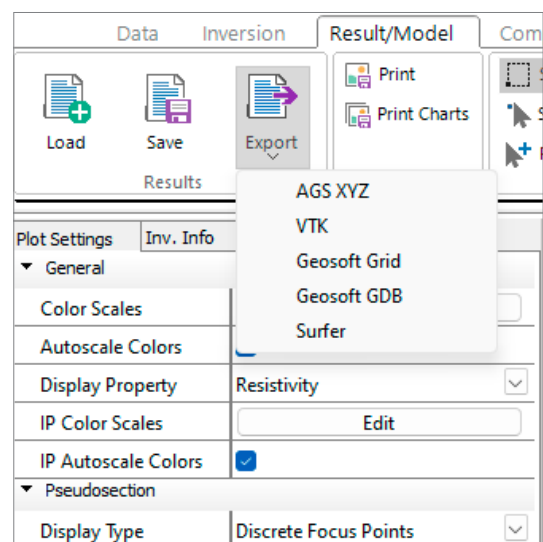 Data Inversion Result/Model Com
Print
Print Charts
Load Save Export
Results
AGS XYZ
VTK
Geosoft Grid
Geosoft GDB
Surfer
Plot Settings Inv. Info
General
Color Scales
Autoscale Colors
Display Property Resistivity
IP Color Scales Edit
IP Autoscale Colors
Pseudosection
Display Type Discrete Focus Points